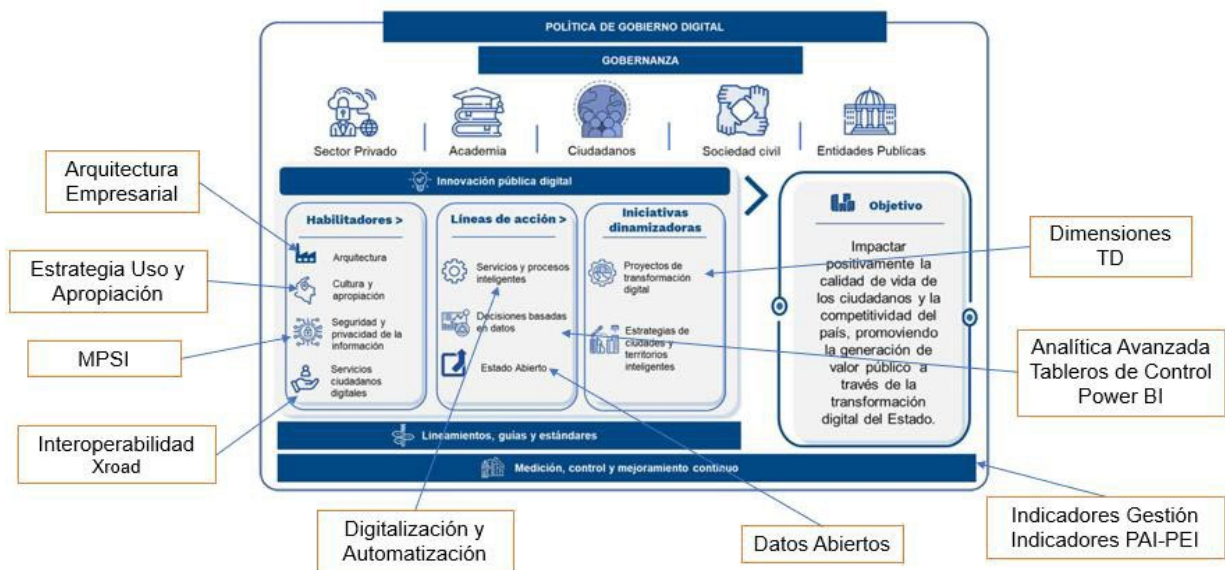 POLÍTICA DE GOBIERNO DIGITAL
GOBERNANZA
Sector Privado
Academia
Ciudadanos
Sociedad civil
Entidades Publicas
Innovación pública digital
Habilitadores >
Arquitectura
Cultura y
apropiación
Seguridad y
privacidad de la
información
Servicios
ciudadanos
digitales
Líneas de acción >
Servicios y procesos
inteligentes
Decisiones basadas
en datos
Estado Abierto
Iniciativas
dinamizadoras
Proyectos de
transformación
digital
Estrategias de
ciudades y
territorios
inteligentes
Objetivo
Impactar
positivamente la
calidad de vida de
los ciudadanos y la
competitividad del
país, promoviendo
la generación de
valor público a
través de la
transformación
digital del Estado.
Lineamientos, guías y estándares
Medición, control y mejoramiento continuo
Arquitectura
Empresarial
Estrategia Uso y
Apropiación
MPSI
Interoperabilidad
Xroad
Digitalización y
Automatización
Datos Abiertos
Dimensiones
TD
Analítica Avanzada
Tableros de Control
Power BI
Indicadores Gestión
Indicadores PAI-PEI